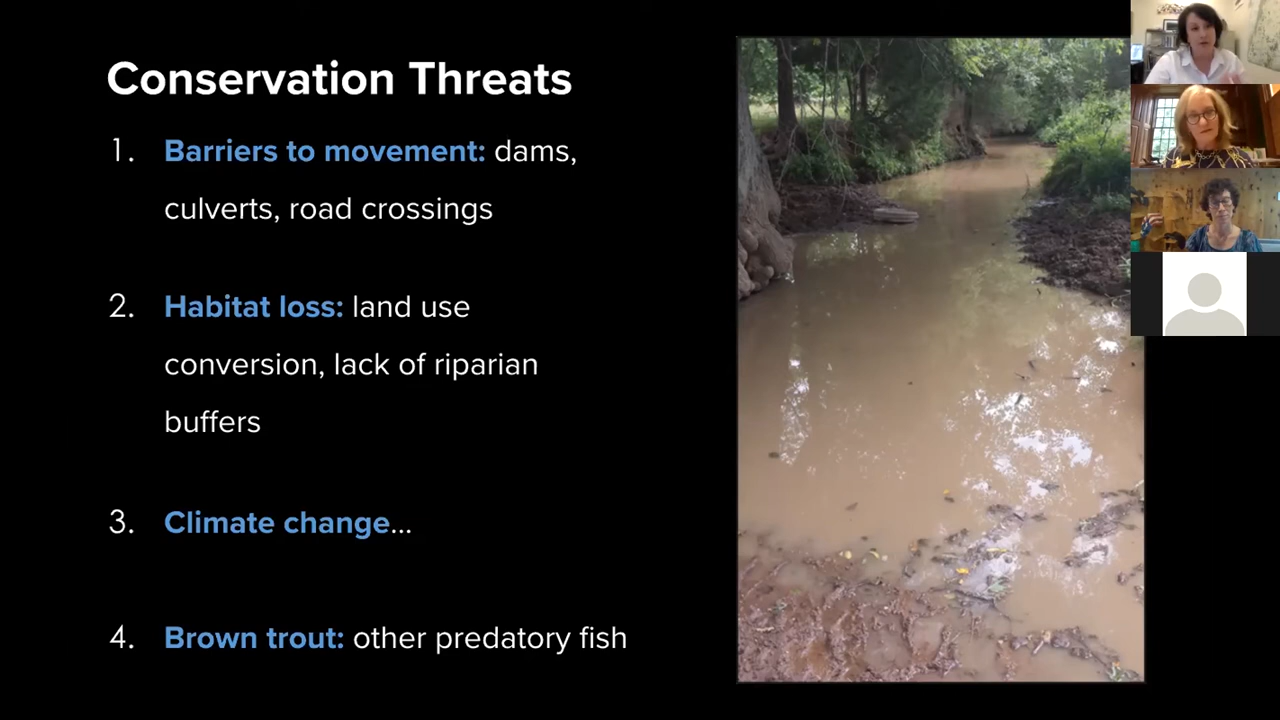 Conservation Threats
1. Barriers to movement: dams,
culverts, road crossings
2. Habitat loss: land use
conversion, lack of riparian
buffers
3. Climate change...
4. Brown trout: other predatory fish